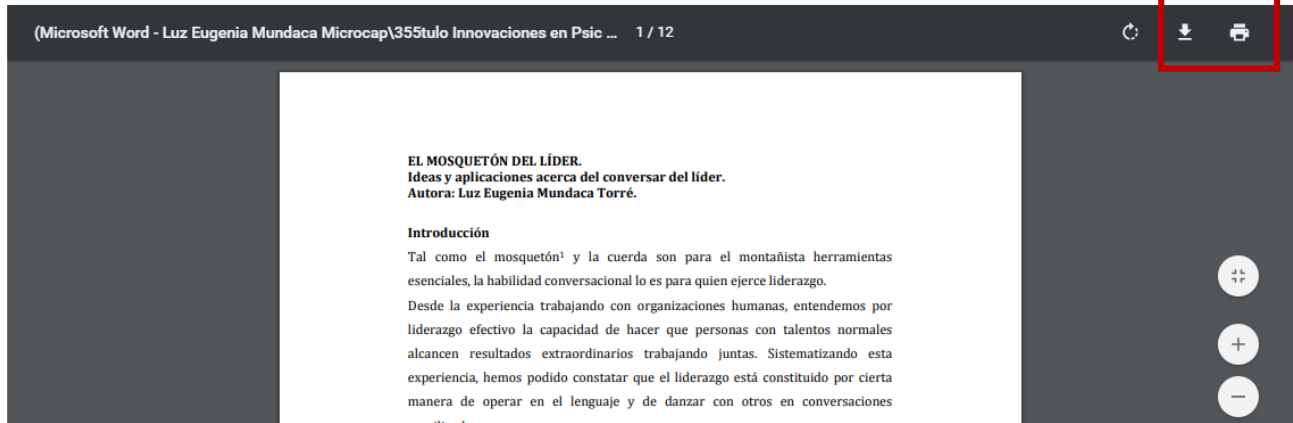 (Microsoft Word - Luz Eugenia Mundaca Microcap\355tulo Innovaciones en Psic ... 1 / 12
EL MOSQUETÓN DEL LÍDER.
Ideas y aplicaciones acerca del conversar del líder.
Autora: Luz Eugenia Mundaca Torré.
Introducción
Tal como el mosquetón¹ y la cuerda son para el montañista herramientas
esenciales, la habilidad conversacional lo es para quien ejerce liderazgo.
Desde la experiencia trabajando con organizaciones humanas, entendemos por
liderazgo efectivo la capacidad de hacer que personas con talentos normales
alcancen resultados extraordinarios trabajando juntas. Sistematizando esta
experiencia, hemos podido constatar que el liderazgo está constituido por cierta
manera de operar en el lenguaje y de danzar con otros en conversaciones